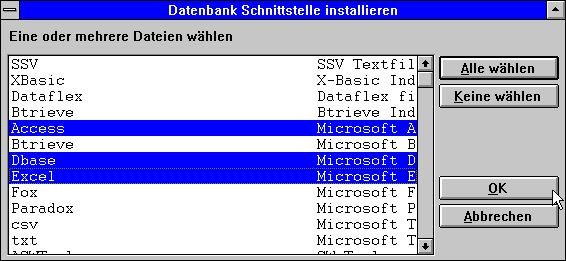 Datenbank Schnittstelle installieren
Eine oder mehrere Dateien wählen
SSV SSV Textfil
XBasic X-Basic Ind
Dataflex Dataflex fi
Btrieve Btrieve Ind
Access Microsoft A
Btrieve Microsoft B
Dbase Microsoft D
Excel Microsoft E
Fox Microsoft F
Paradox Microsoft P
csv Microsoft T
txt Microsoft T
Alle wählen
Keine wählen
OK
Abbrechen